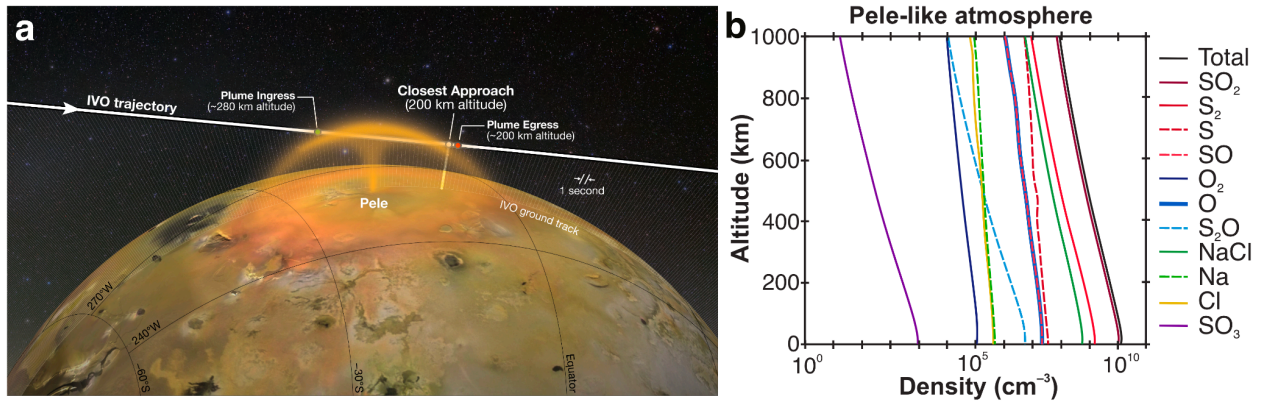 a
IVO trajectory
Plume Ingress
(~280 km altitude)
Closest Approach
(200 km altitude)
Plume Egress
(~200 km altitude)
1 second
Pele
IVO ground track
270°W
240°W
–60°S
–30°S
Equator
b
Pele-like atmosphere
Altitude (km)
1000
800
600
400
200
0
10⁰
10⁵
10¹⁰
Density (cm⁻³)
Total
SO₂
S₂
S
SO
O₂
O
S₂O
NaCl
Na
Cl
SO₃